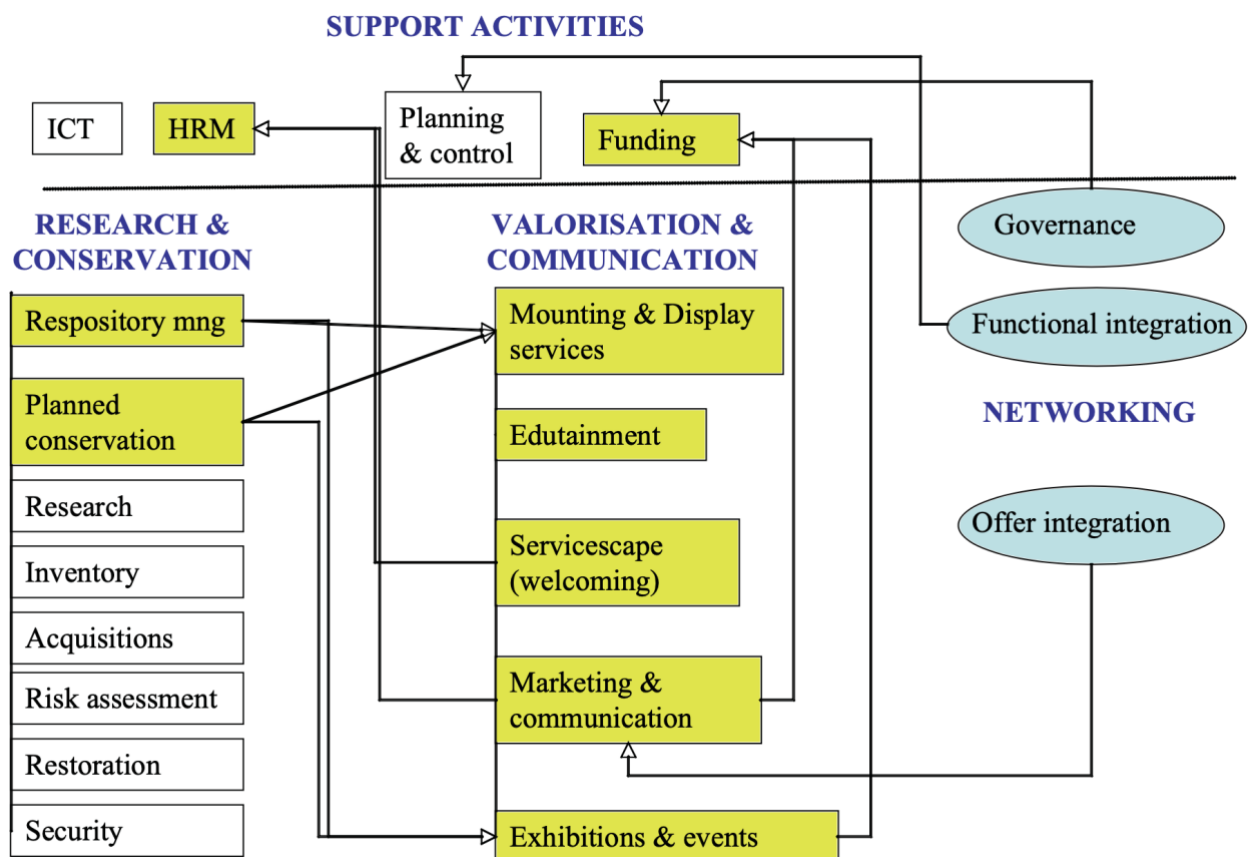 SUPPORT ACTIVITIES
ICT
HRM
Planning
& control
Funding
RESEARCH &
CONSERVATION
Respository mng
Planned
conservation
Research
Inventory
Acquisitions
Risk assessment
Restoration
Security
VALORISATION &
COMMUNICATION
Mounting & Display
services
Edutainment
Servicescape
(welcoming)
Marketing &
communication
Exhibitions & events
Governance
Functional integration
NETWORKING
Offer integration